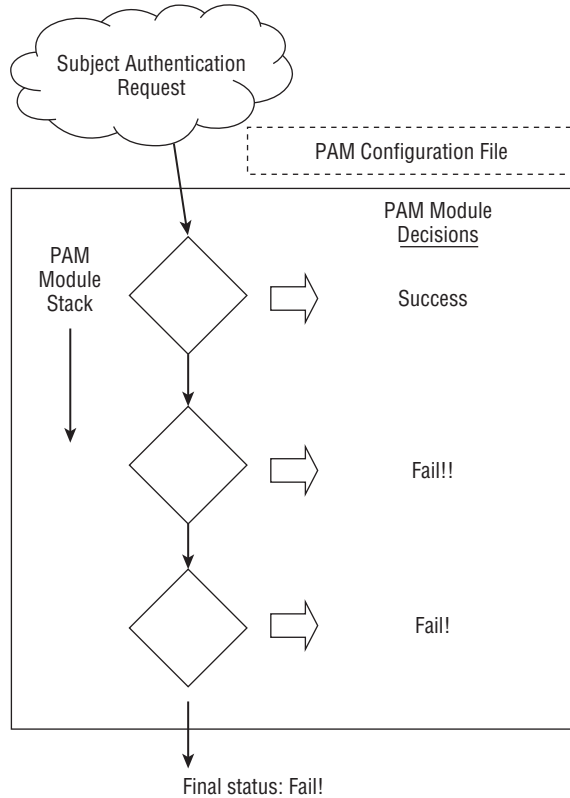 Subject Authentication
Request
PAM Configuration File
PAM Module
Decisions
PAM
Module
Stack
Success
Fail!!
Fail!
Final status: Fail!